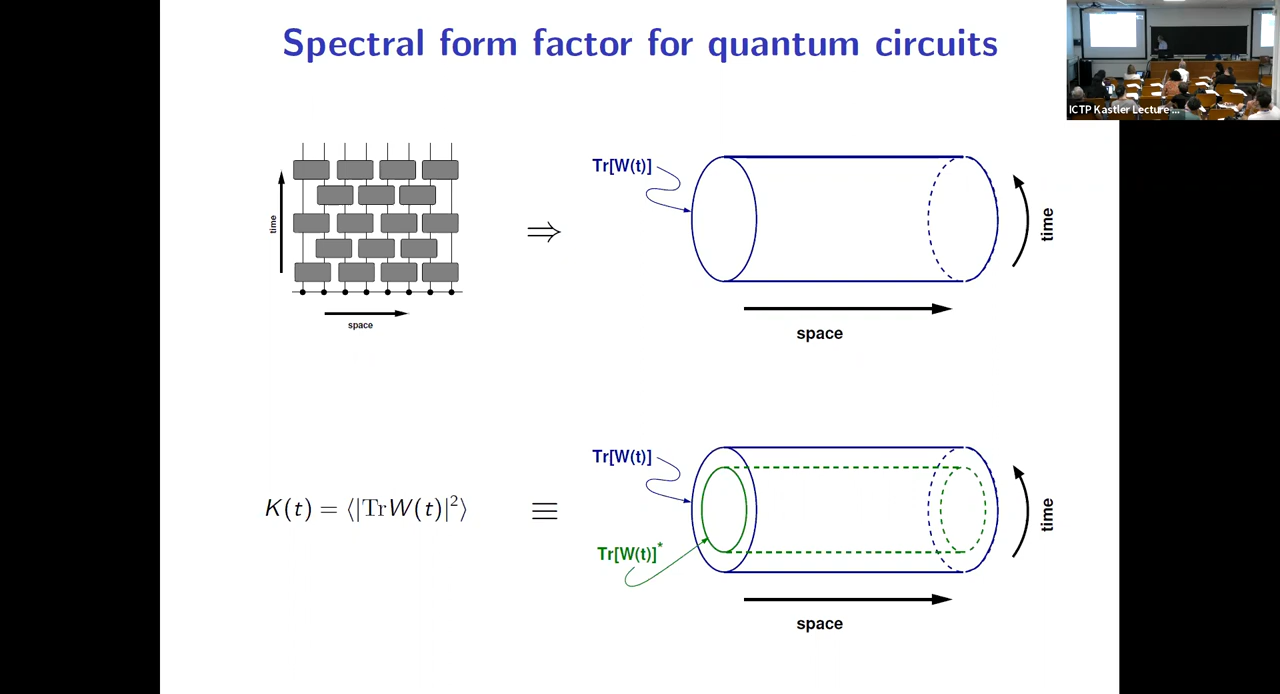 Spectral form factor for quantum circuits
ICTP Kastler Lecture ...
time
space
⇒
Tr[W(t)]
time
space
K(t) = ⟨|TrW(t)|²⟩
≡
Tr[W(t)]
Tr[W(t)]*
time
space